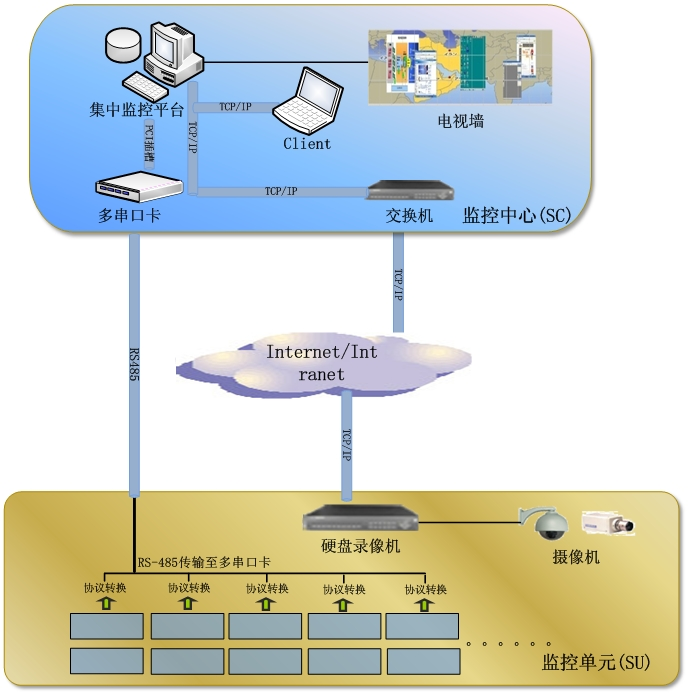 集中监控平台
TCP/IP
Client
电视墙
PCI插槽
TCP/IP
TCP/IP
多串口卡
交换机
监控中心(SC)
TCP/IP
RS485
Internet/Int
ranet
TCP/IP
硬盘录像机
摄像机
RS-485传输至多串口卡
协议转换
协议转换
协议转换
协议转换
协议转换
监控单元(SU)